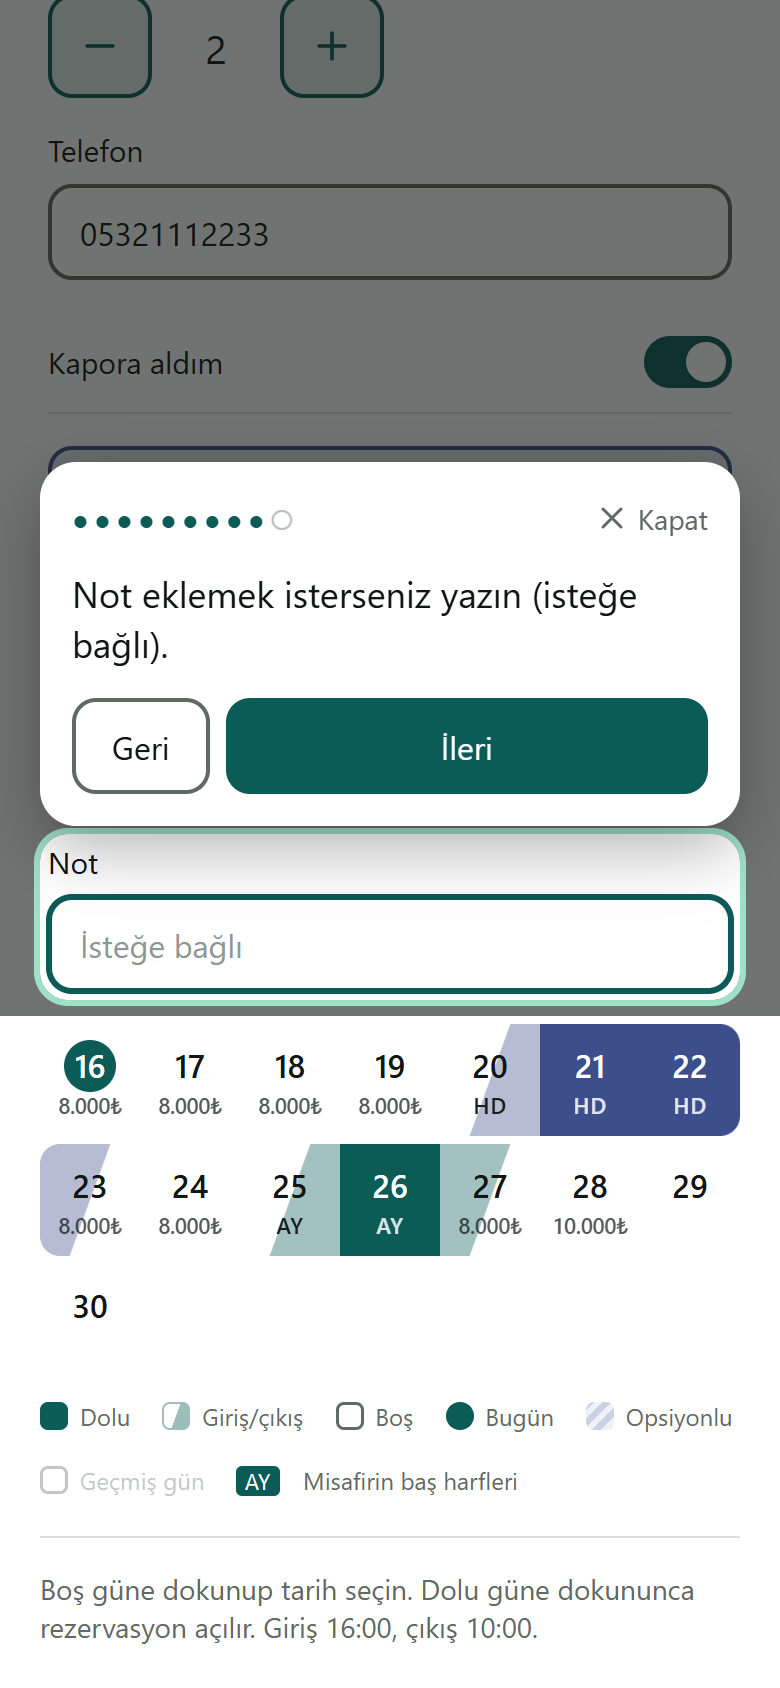 2
Telefon
05321112233
Kapora aldım
Kapat
Not eklemek isterseniz yazın (isteğe
bağlı).
Geri
İleri
Not
İsteğe bağlı
16 17 18 19 20 21 22
8.000₺ 8.000₺ 8.000₺ 8.000₺ HD HD HD
23 24 25 26 27 28 29
8.000₺ 8.000₺ AY AY 8.000₺ 10.000₺
30
Dolu Giriş/çıkış Boş Bugün Opsiyonlu
Geçmiş gün AY Misafirin baş harfleri
Boş güne dokunup tarih seçin. Dolu güne dokununca
rezervasyon açılır. Giriş 16:00, çıkış 10:00.